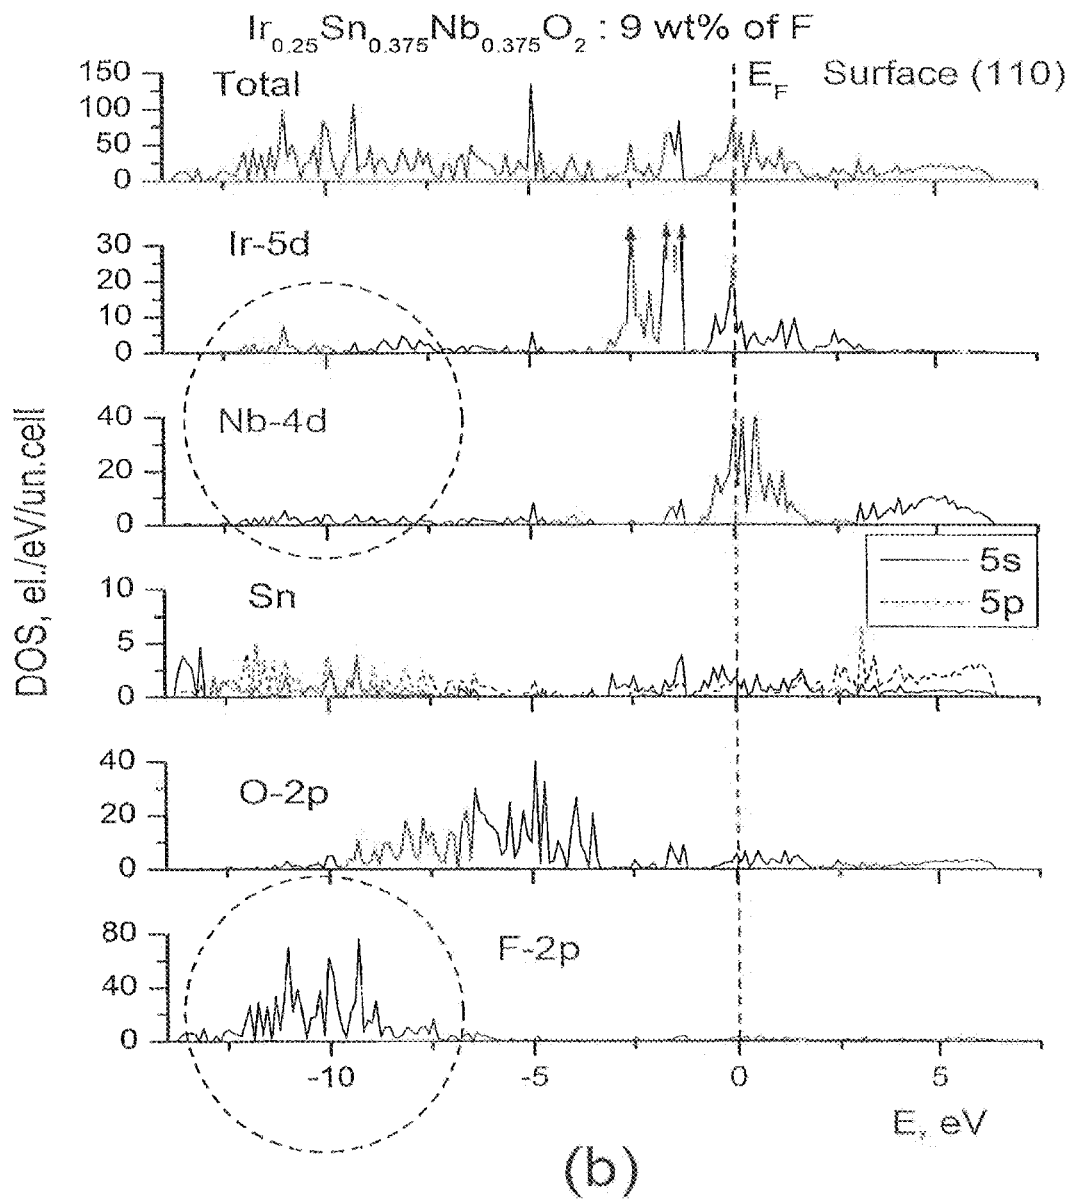 Ir0.25Sn0.375Nb0.375O2 : 9 wt% of F
Total
EF
Surface (110)
150
100
50
0
Ir-5d
30
20
10
0
Nb-4d
40
20
0
DOS, el./eV/un.cell
5s
5p
Sn
10
5
0
O-2p
40
20
0
F-2p
80
40
0
-10 -5 0 5
E, eV
(b)